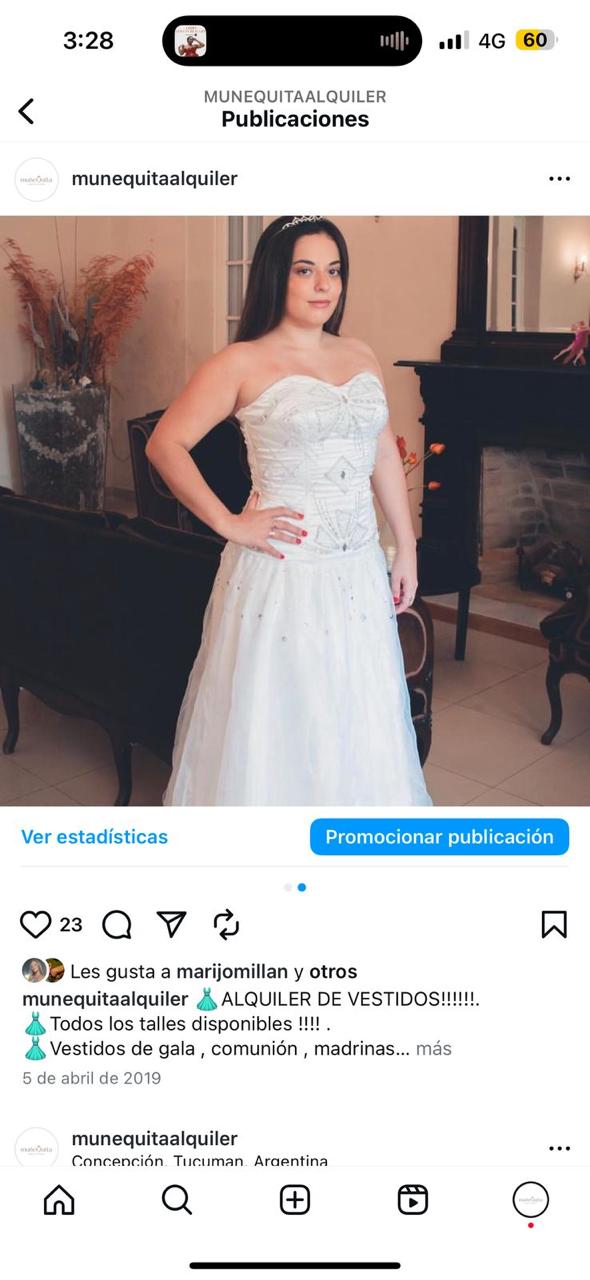 3:28
4G
60
MUNEQUITAALQUILER
Publicaciones
munequitaalquiler
Ver estadísticas
Promocionar publicación
23
Les gusta a marijomillan y otros
munequitaalquiler 👗ALQUILER DE VESTIDOS!!!!!!.
👗Todos los talles disponibles !!!! .
👗Vestidos de gala , comunión , madrinas... más
5 de abril de 2019
munequitaalquiler
Concepción, Tucuman, Argentina